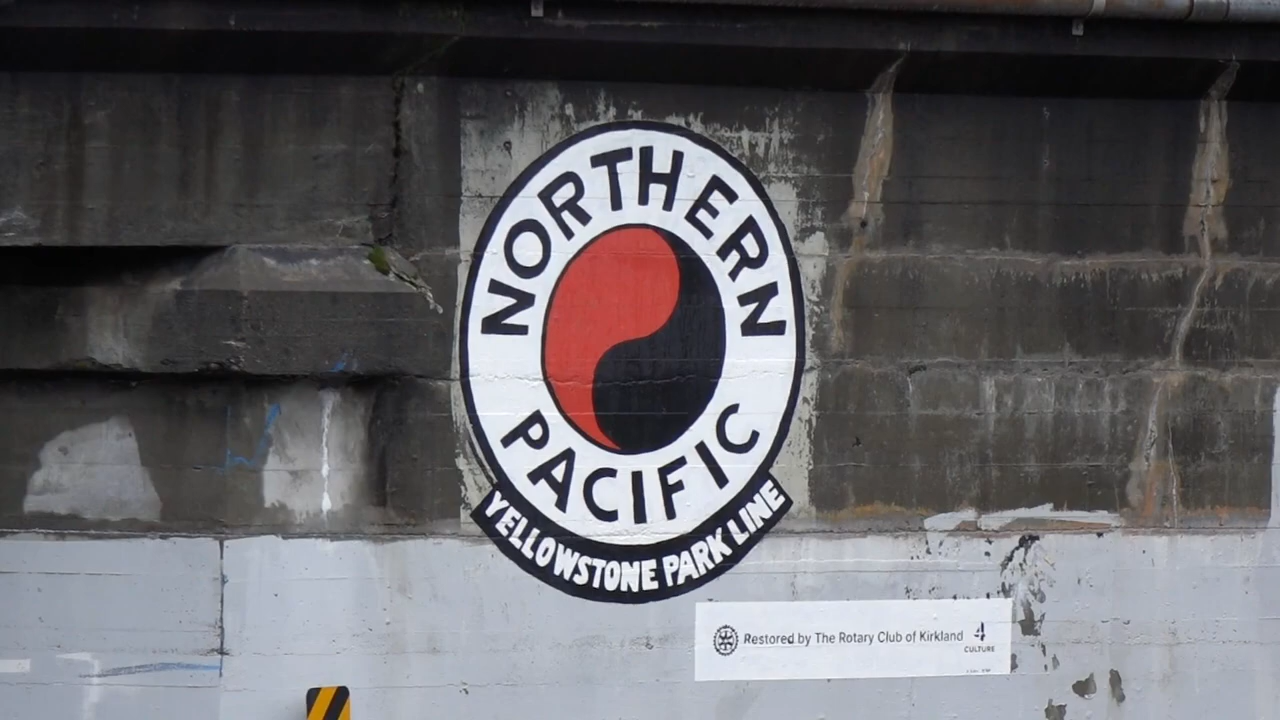 NORTHERN
PACIFIC
YELLOWSTONE PARK LINE
Restored by The Rotary Club of Kirkland
4
CULTURE